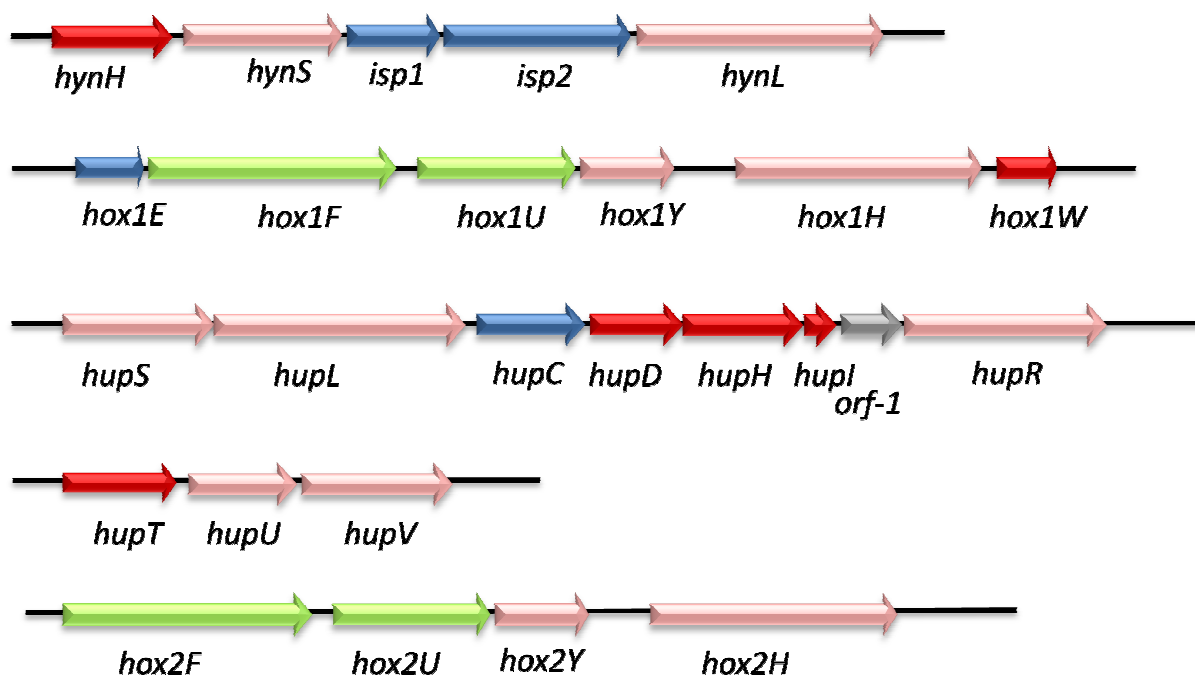 hynH hynS isp1 isp2 hynL
hox1E hox1F hox1U hox1Y hox1H hox1W
hupS hupL hupC hupD hupH hupI orf-1 hupR
hupT hupU hupV
hox2F hox2U hox2Y hox2H